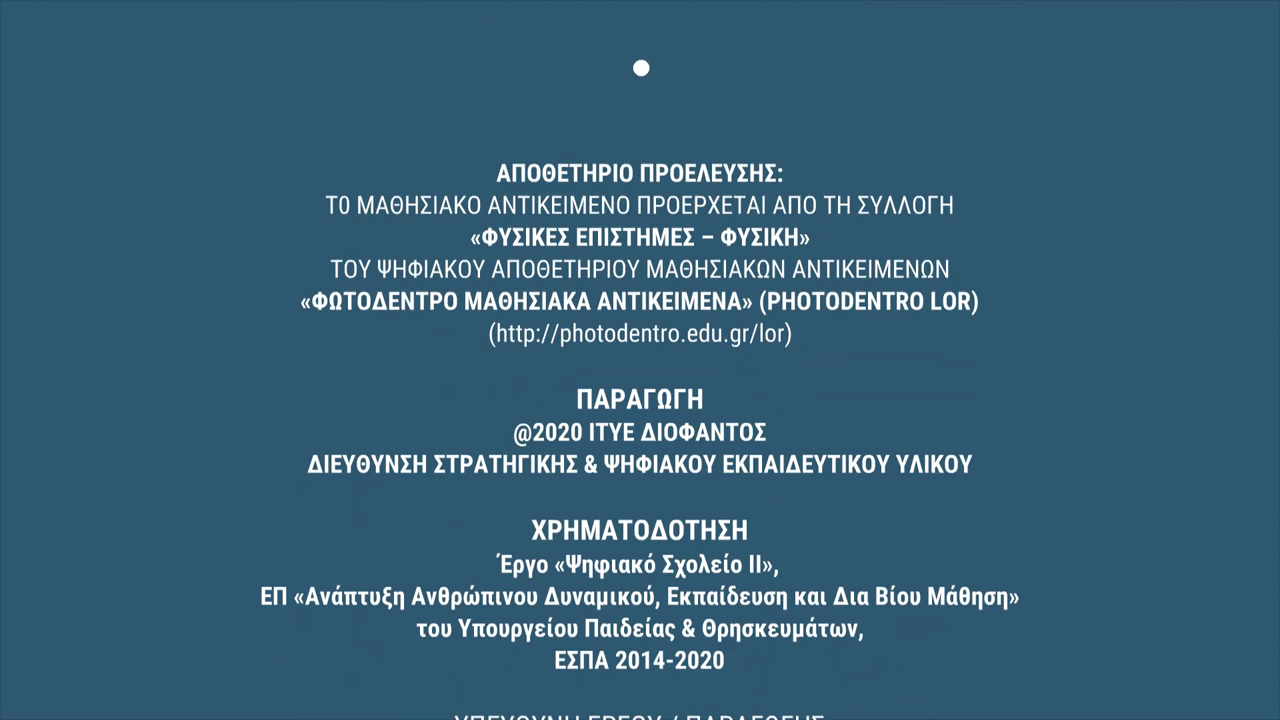 ΑΠΟΘΕΤΗΡΙΟ ΠΡΟΕΛΕΥΣΗΣ:
Τ0 ΜΑΘΗΣΙΑΚΟ ΑΝΤΙΚΕΙΜΕΝΟ ΠΡΟΕΡΧΕΤΑΙ ΑΠΟ ΤΗ ΣΥΛΛΟΓΗ
«ΦΥΣΙΚΕΣ ΕΠΙΣΤΗΜΕΣ – ΦΥΣΙΚΗ»
ΤΟΥ ΨΗΦΙΑΚΟΥ ΑΠΟΘΕΤΗΡΙΟΥ ΜΑΘΗΣΙΑΚΩΝ ΑΝΤΙΚΕΙΜΕΝΩΝ
«ΦΩΤΟΔΕΝΤΡΟ ΜΑΘΗΣΙΑΚΑ ΑΝΤΙΚΕΙΜΕΝΑ» (PHOTODENTRO LOR)
(http://photodentro.edu.gr/lor)
ΠΑΡΑΓΩΓΗ
@2020 ΙΤΥΕ ΔΙΟΦΑΝΤΟΣ
ΔΙΕΥΘΥΝΣΗ ΣΤΡΑΤΗΓΙΚΗΣ & ΨΗΦΙΑΚΟΥ ΕΚΠΑΙΔΕΥΤΙΚΟΥ ΥΛΙΚΟΥ
ΧΡΗΜΑΤΟΔΟΤΗΣΗ
Έργο «Ψηφιακό Σχολείο ΙΙ»,
ΕΠ «Ανάπτυξη Ανθρώπινου Δυναμικού, Εκπαίδευση και Δια Βίου Μάθηση»
του Υπουργείου Παιδείας & Θρησκευμάτων,
ΕΣΠΑ 2014-2020
ΥΠΕΥΘΥΝΗ ΕΡΓΟΥ / ΠΑΡΑΓΩΓΗΣ